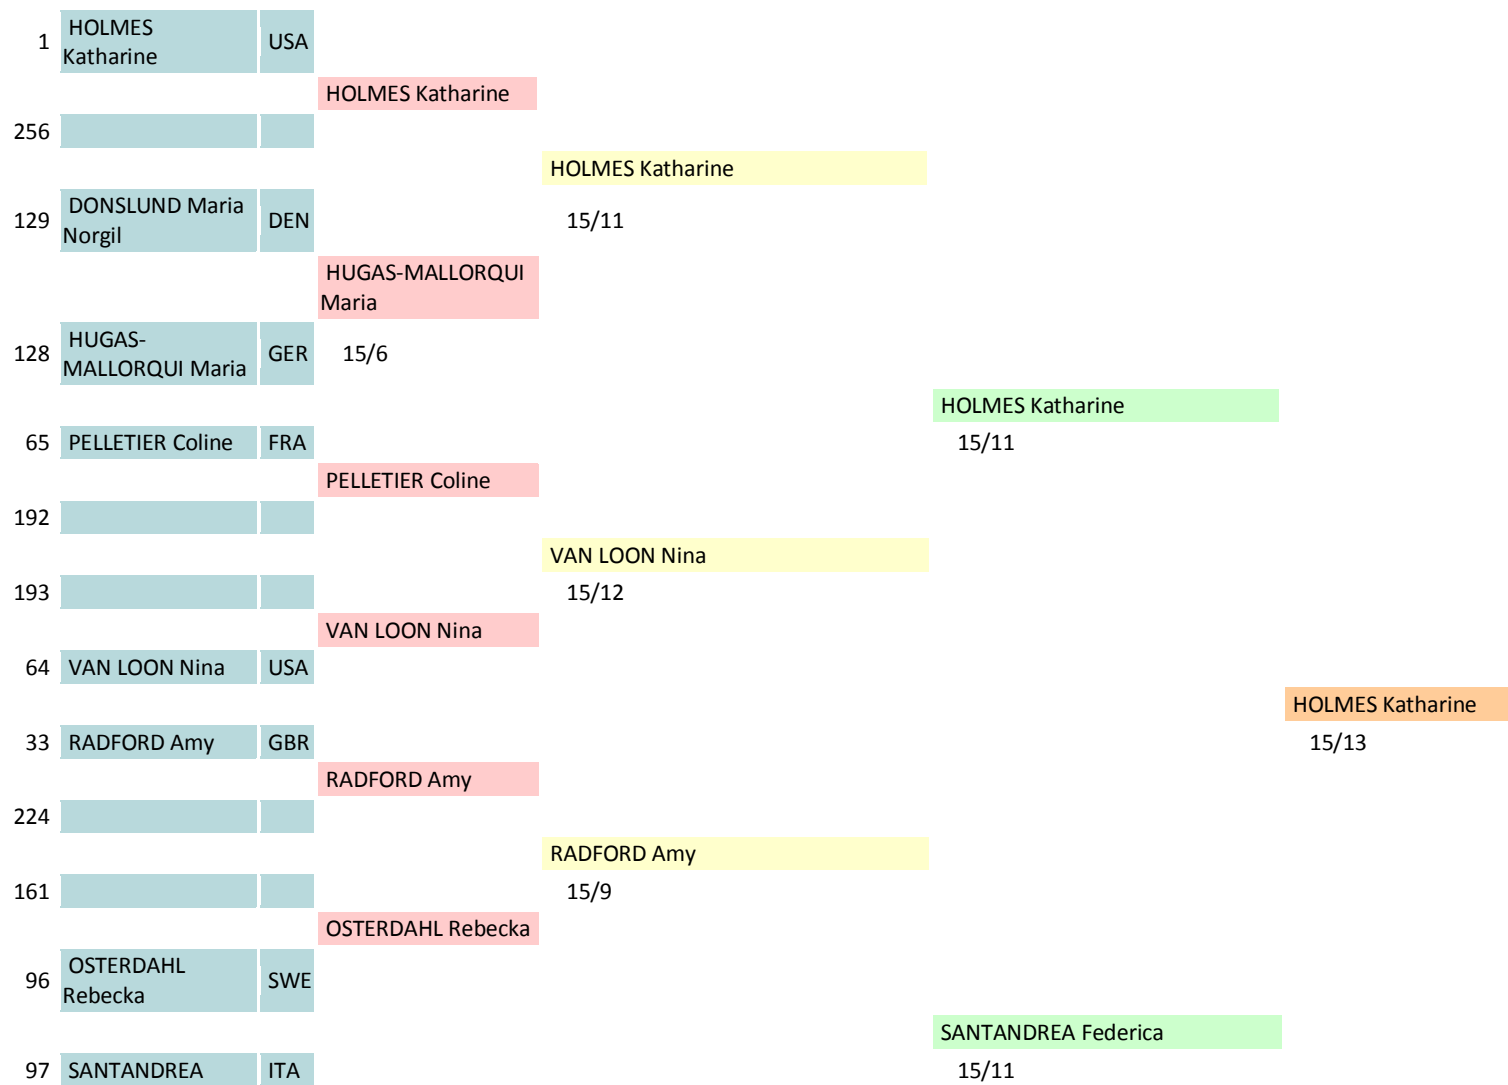 1 HOLMES
Katharine USA
HOLMES Katharine
256
HOLMES Katharine
129 DONSLUND Maria
Norgil DEN 15/11
HUGAS-MALLORQUI
Maria
128 HUGAS-
MALLORQUI Maria GER 15/6
HOLMES Katharine
65 PELLETIER Coline FRA 15/11
PELLETIER Coline
192
VAN LOON Nina
193 15/12
VAN LOON Nina
64 VAN LOON Nina USA
HOLMES Katharine
33 RADFORD Amy GBR 15/13
RADFORD Amy
224
RADFORD Amy
161 15/9
OSTERDAHL Rebecka
96 OSTERDAHL
Rebecka SWE
SANTANDREA Federica
97 SANTANDREA ITA 15/11